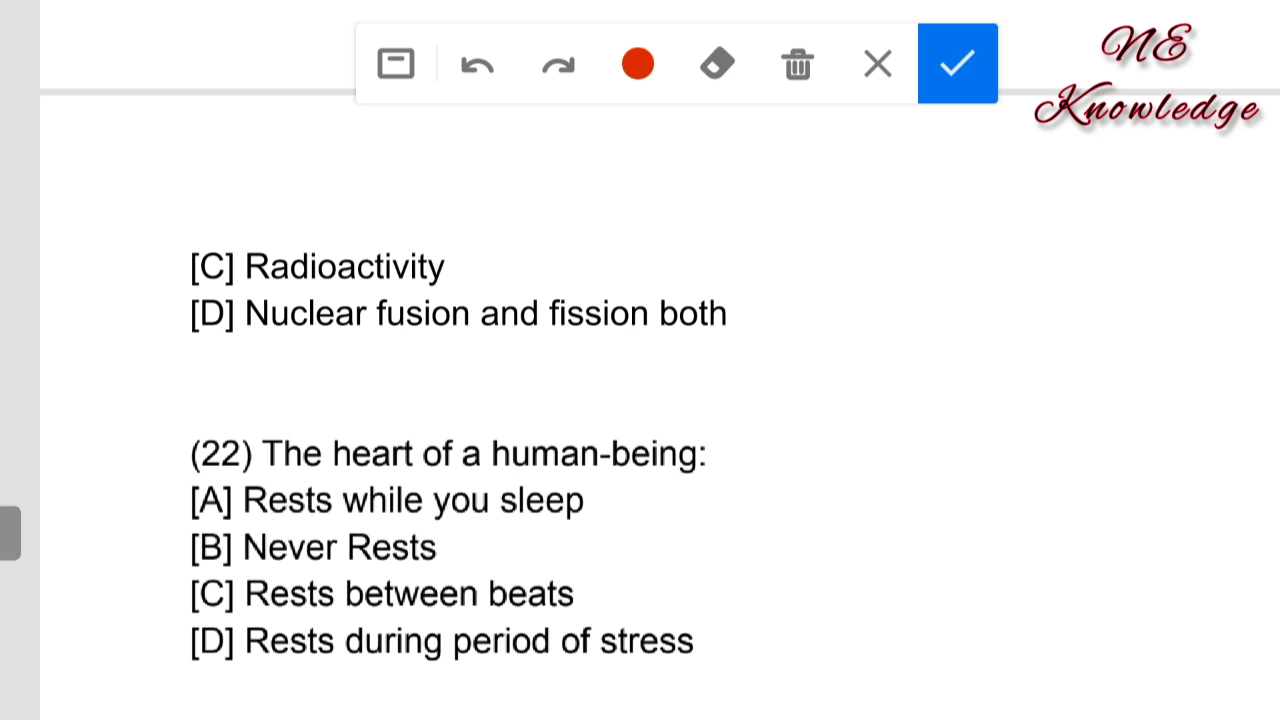 NE
Knowledge
[C] Radioactivity
[D] Nuclear fusion and fission both
(22) The heart of a human-being:
[A] Rests while you sleep
[B] Never Rests
[C] Rests between beats
[D] Rests during period of stress